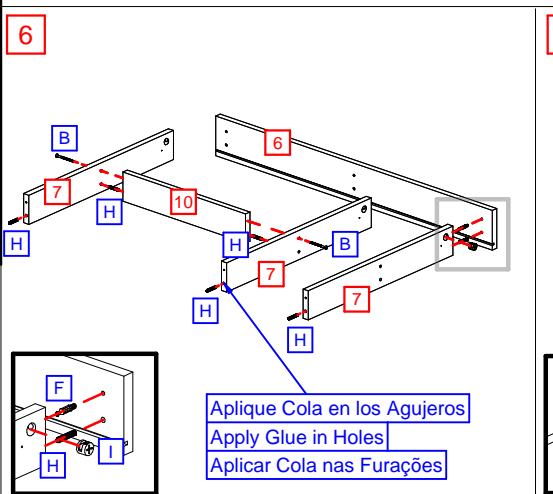 6
B
6
7
H
10
H
H
B
7
H
7
H
F
H
I
Aplique Cola en los Agujeros
Apply Glue in Holes
Aplicar Cola nas Furações